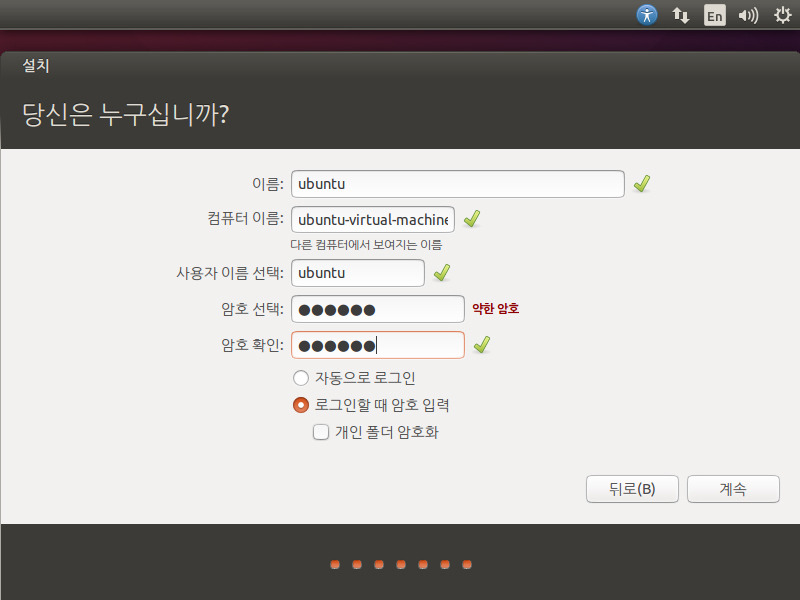 En
설치
당신은 누구십니까?
이름: ubuntu
컴퓨터 이름: ubuntu-virtual-machine
다른 컴퓨터에서 보여지는 이름
사용자 이름 선택: ubuntu
암호 선택: ●●●●●● 약한 암호
암호 확인: ●●●●●●
자동으로 로그인
로그인할 때 암호 입력
개인 폴더 암호화
뒤로(B) 계속